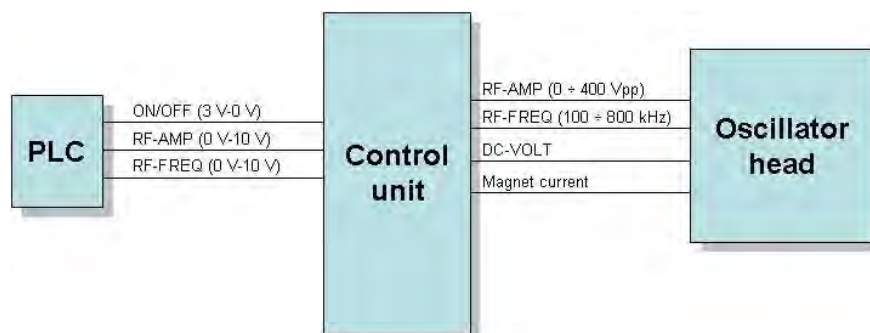 PLC
ON/OFF (3 V-0 V)
RF-AMP (0 V-10 V)
RF-FREQ (0 V-10 V)
Control
unit
RF-AMP (0 ÷ 400 Vpp)
RF-FREQ (100 ÷ 800 kHz)
DC-VOLT
Magnet current
Oscillator
head